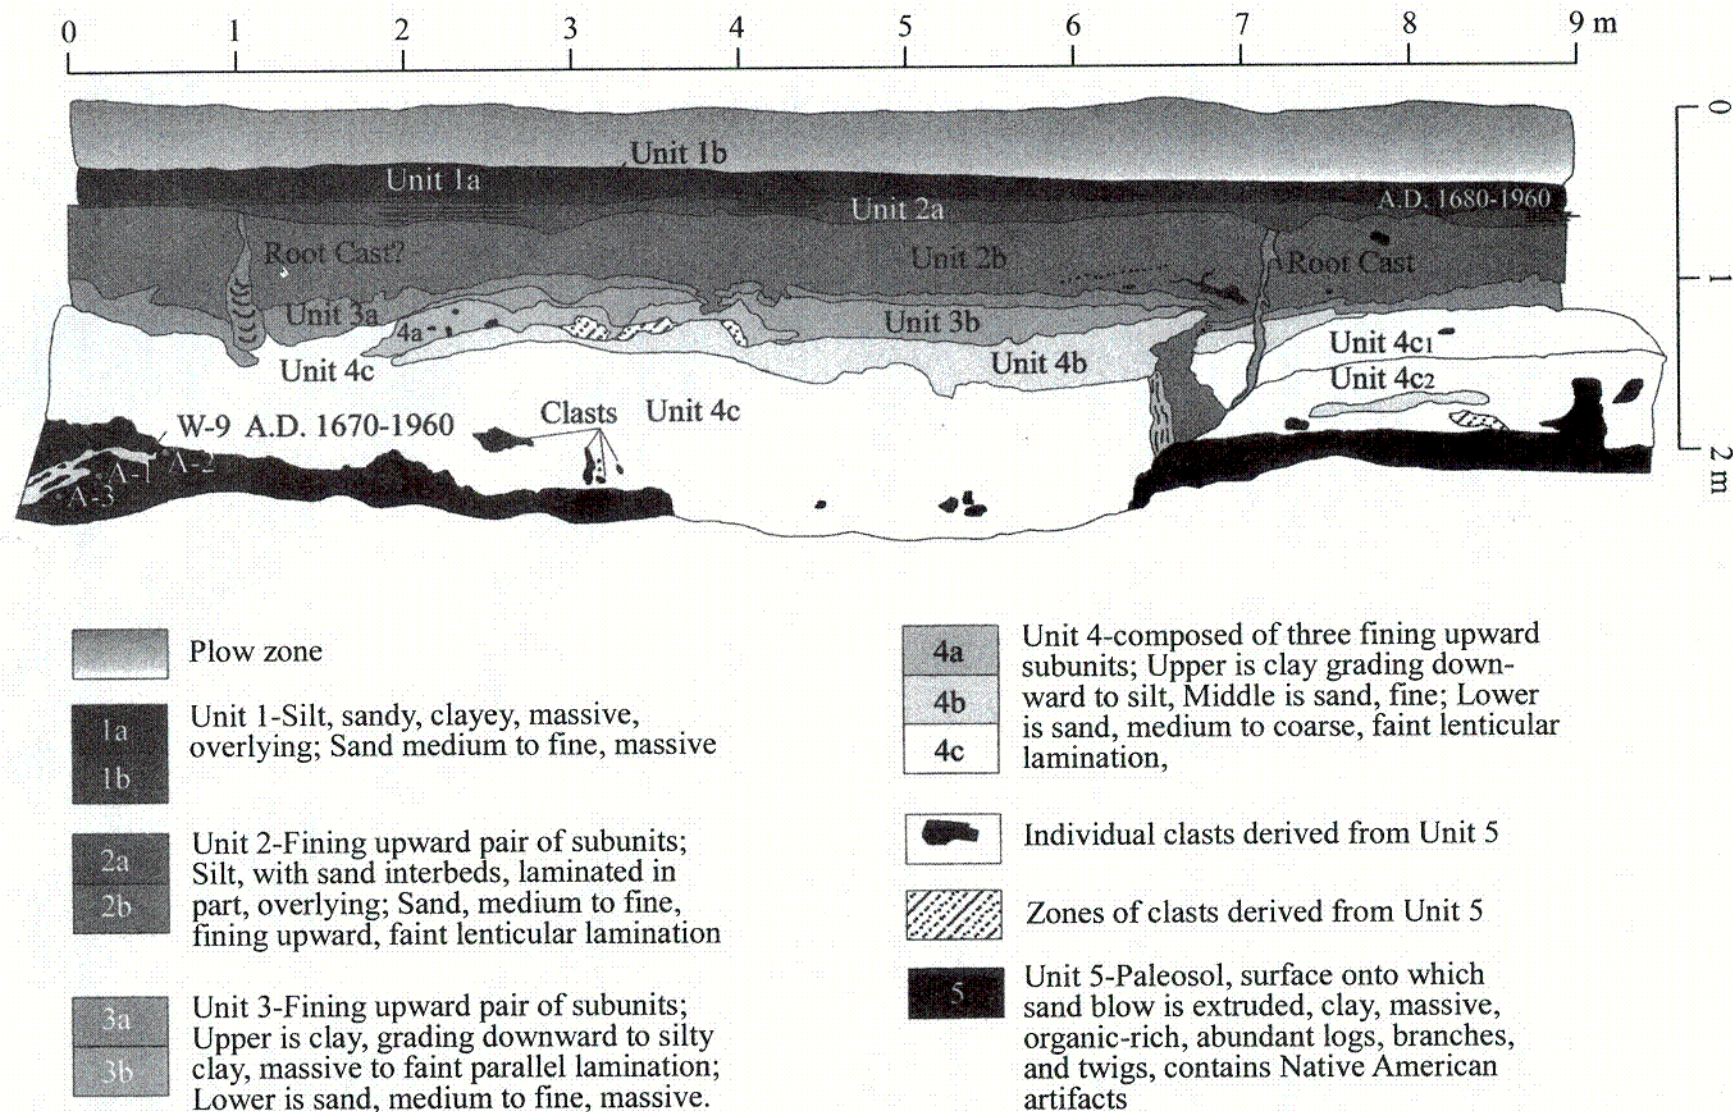 0 1 2 3 4 5 6 7 8 9 m
0
1
2 m
Unit 1b
Unit 1a
A.D. 1680-1960
Unit 2a
Root Cast?
Unit 2b
Root Cast
Unit 3a
4a
Unit 3b
Unit 4c1
Unit 4c
Unit 4b
Unit 4c2
W-9 A.D. 1670-1960
Clasts
Unit 4c
A-1
A-2
A-3
Plow zone
1a
1b
Unit 1-Silt, sandy, clayey, massive,
overlying; Sand medium to fine, massive
2a
2b
Unit 2-Fining upward pair of subunits;
Silt, with sand interbeds, laminated in
part, overlying; Sand, medium to fine,
fining upward, faint lenticular lamination
3a
3b
Unit 3-Fining upward pair of subunits;
Upper is clay, grading downward to silty
clay, massive to faint parallel lamination;
Lower is sand, medium to fine, massive.
4a
4b
4c
Unit 4-composed of three fining upward
subunits; Upper is clay grading down-
ward to silt, Middle is sand, fine; Lower
is sand, medium to coarse, faint lenticular
lamination,
Individual clasts derived from Unit 5
Zones of clasts derived from Unit 5
5
Unit 5-Paleosol, surface onto which
sand blow is extruded, clay, massive,
organic-rich, abundant logs, branches,
and twigs, contains Native American
artifacts